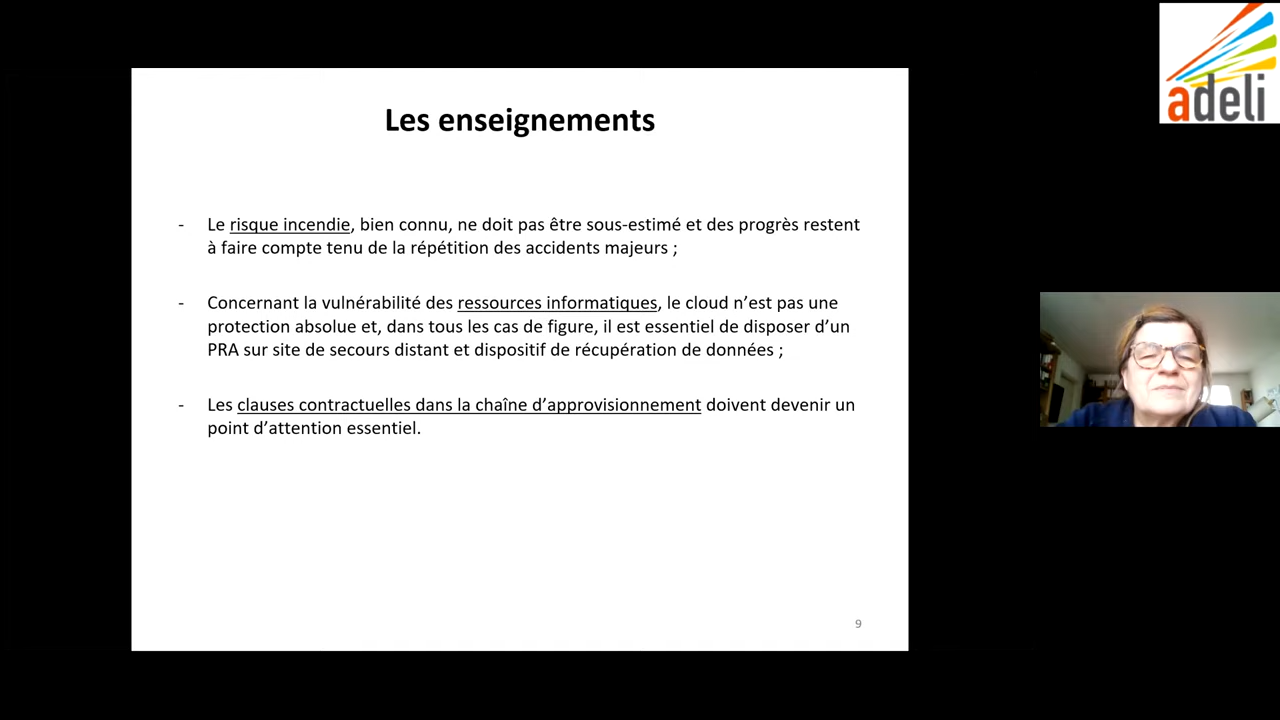 adeli
Les enseignements
- Le risque incendie, bien connu, ne doit pas être sous-estimé et des progrès restent
à faire compte tenu de la répétition des accidents majeurs ;
- Concernant la vulnérabilité des ressources informatiques, le cloud n’est pas une
protection absolue et, dans tous les cas de figure, il est essentiel de disposer d’un
PRA sur site de secours distant et dispositif de récupération de données ;
- Les clauses contractuelles dans la chaîne d’approvisionnement doivent devenir un
point d’attention essentiel.
9